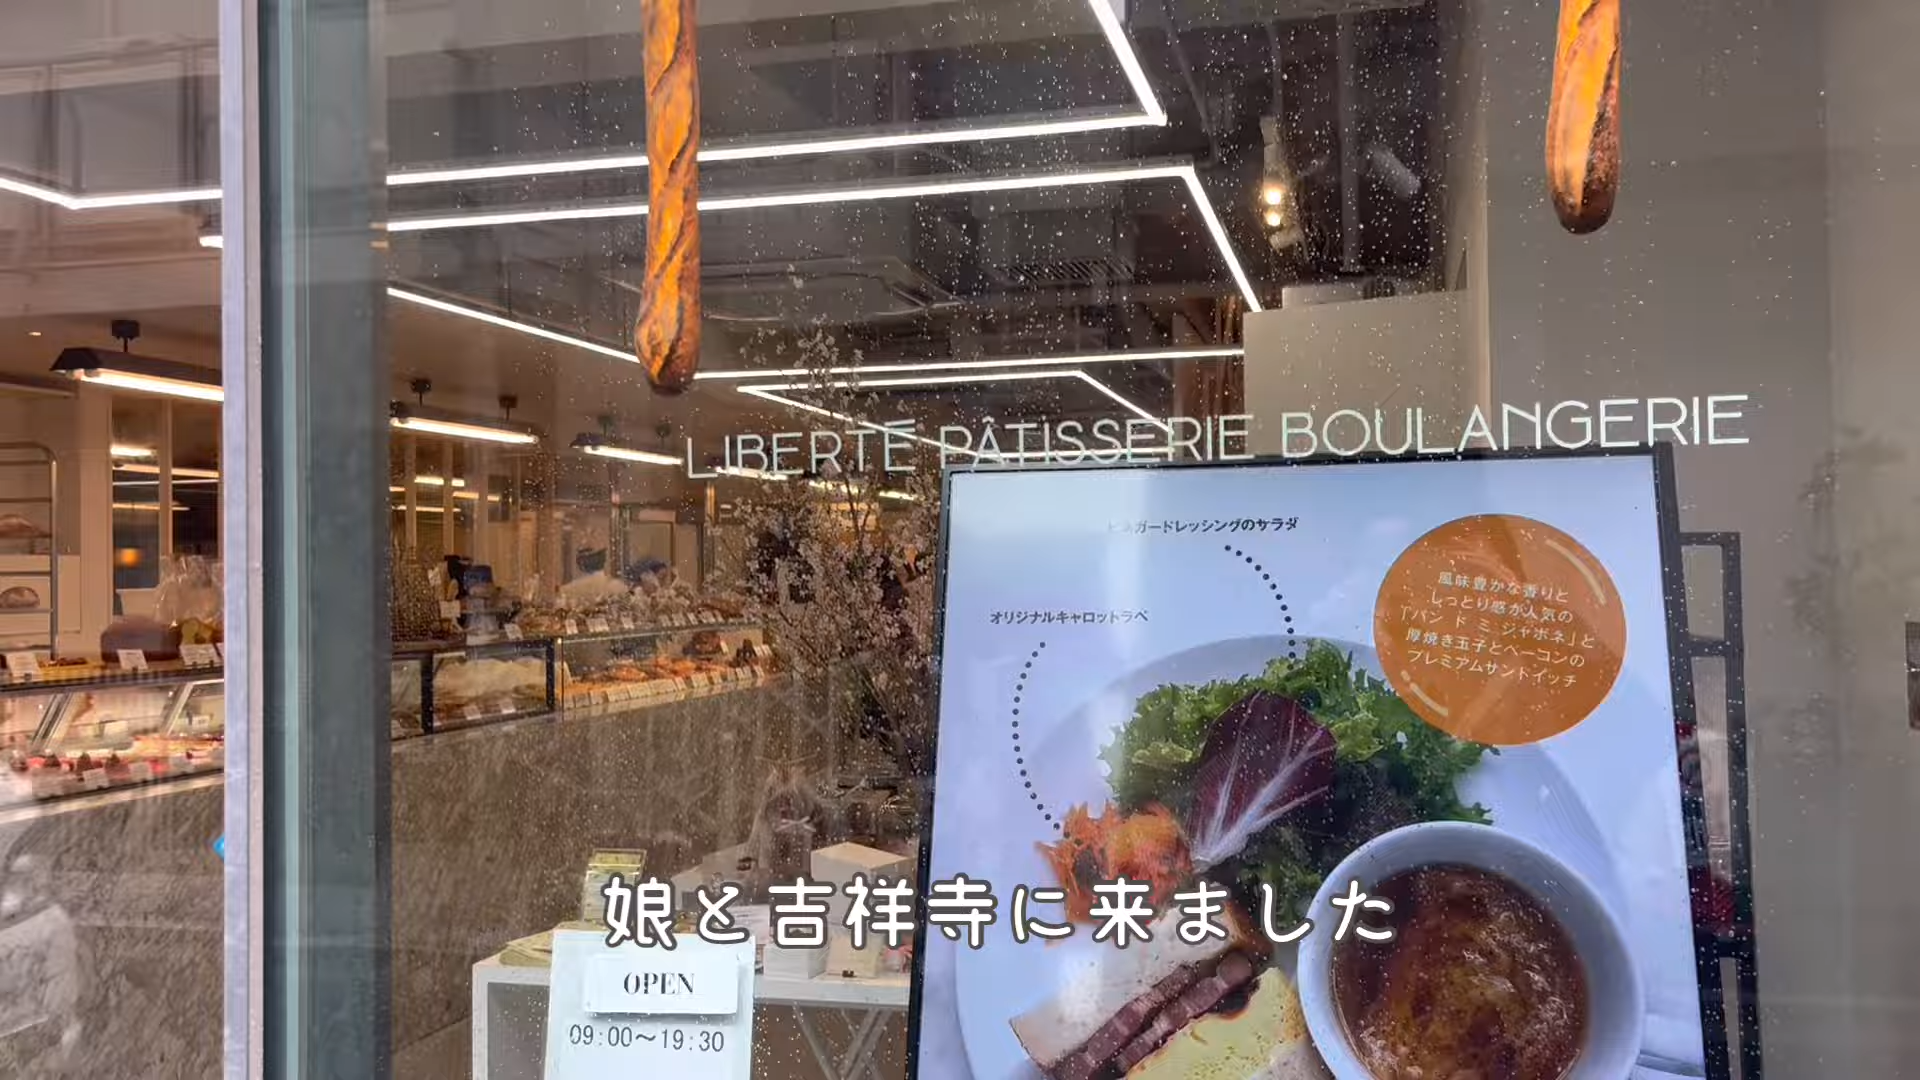 LIBERTÉ PÂTISSERIE BOULANGERIE
ビネガードレッシングのサラダ
オリジナルキャロットラペ
風味豊かな香りと
しっとり感が人気の
「パン ド ミ ジャポネ」と
厚焼き玉子とベーコンの
プレミアムサンドイッチ
娘と吉祥寺に来ました
OPEN
09:00〜19:30